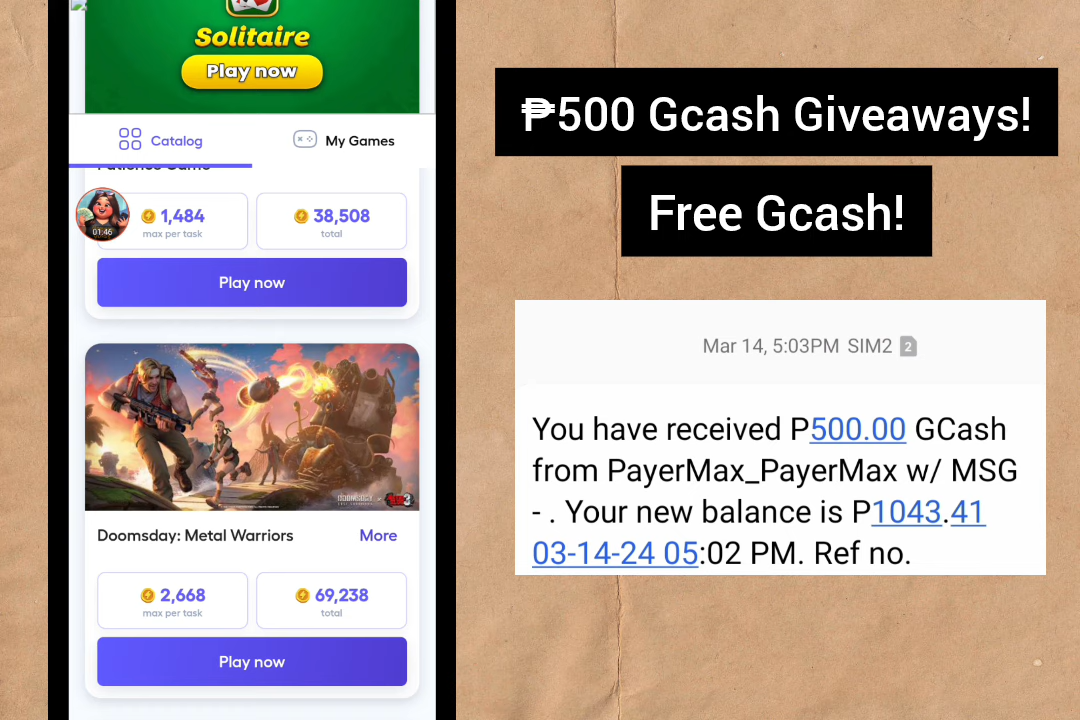 Solitaire
Play now
Catalog
My Games
Patience Game
1,484
max per task
38,508
total
01:46
Play now
Doomsday: Metal Warriors
More
2,668
max per task
69,238
total
Play now
₱500 Gcash Giveaways!
Free Gcash!
Mar 14, 5:03PM SIM2 2
You have received P500.00 GCash
from PayerMax_PayerMax w/ MSG
- . Your new balance is P1043.41
03-14-24 05:02 PM. Ref no.